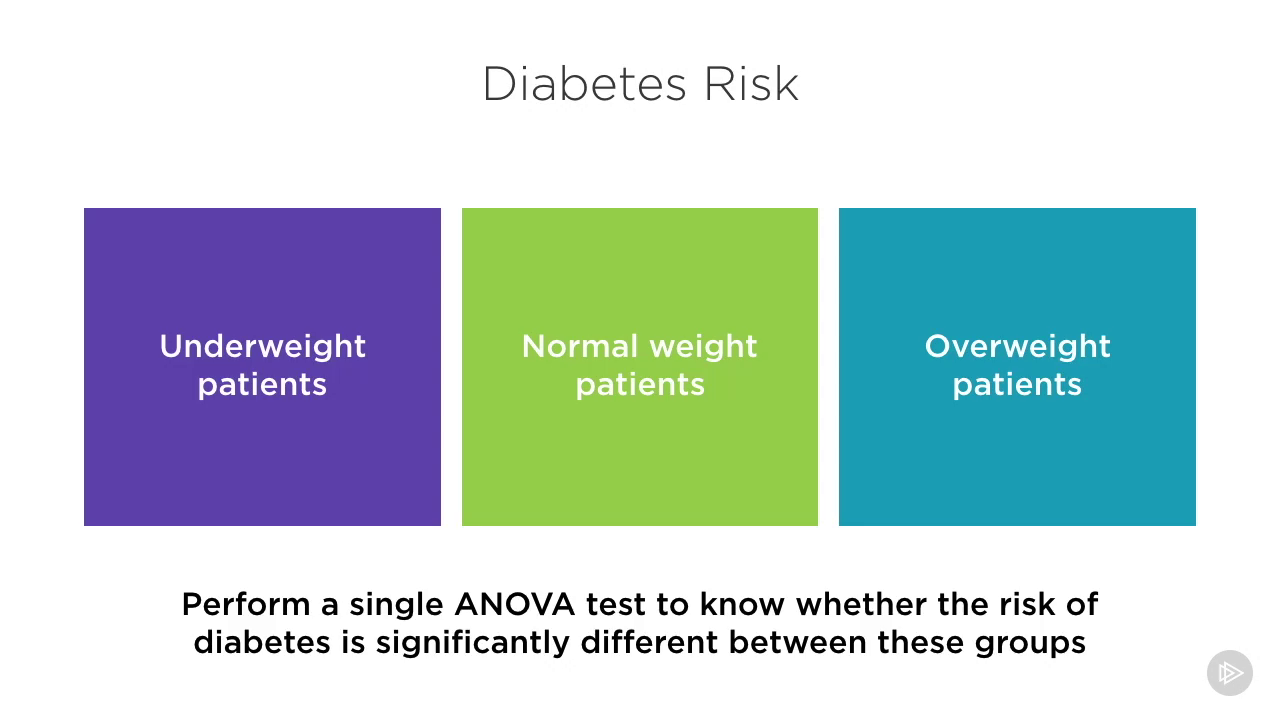 Diabetes Risk
Underweight
patients
Normal weight
patients
Overweight
patients
Perform a single ANOVA test to know whether the risk of
diabetes is significantly different between these groups